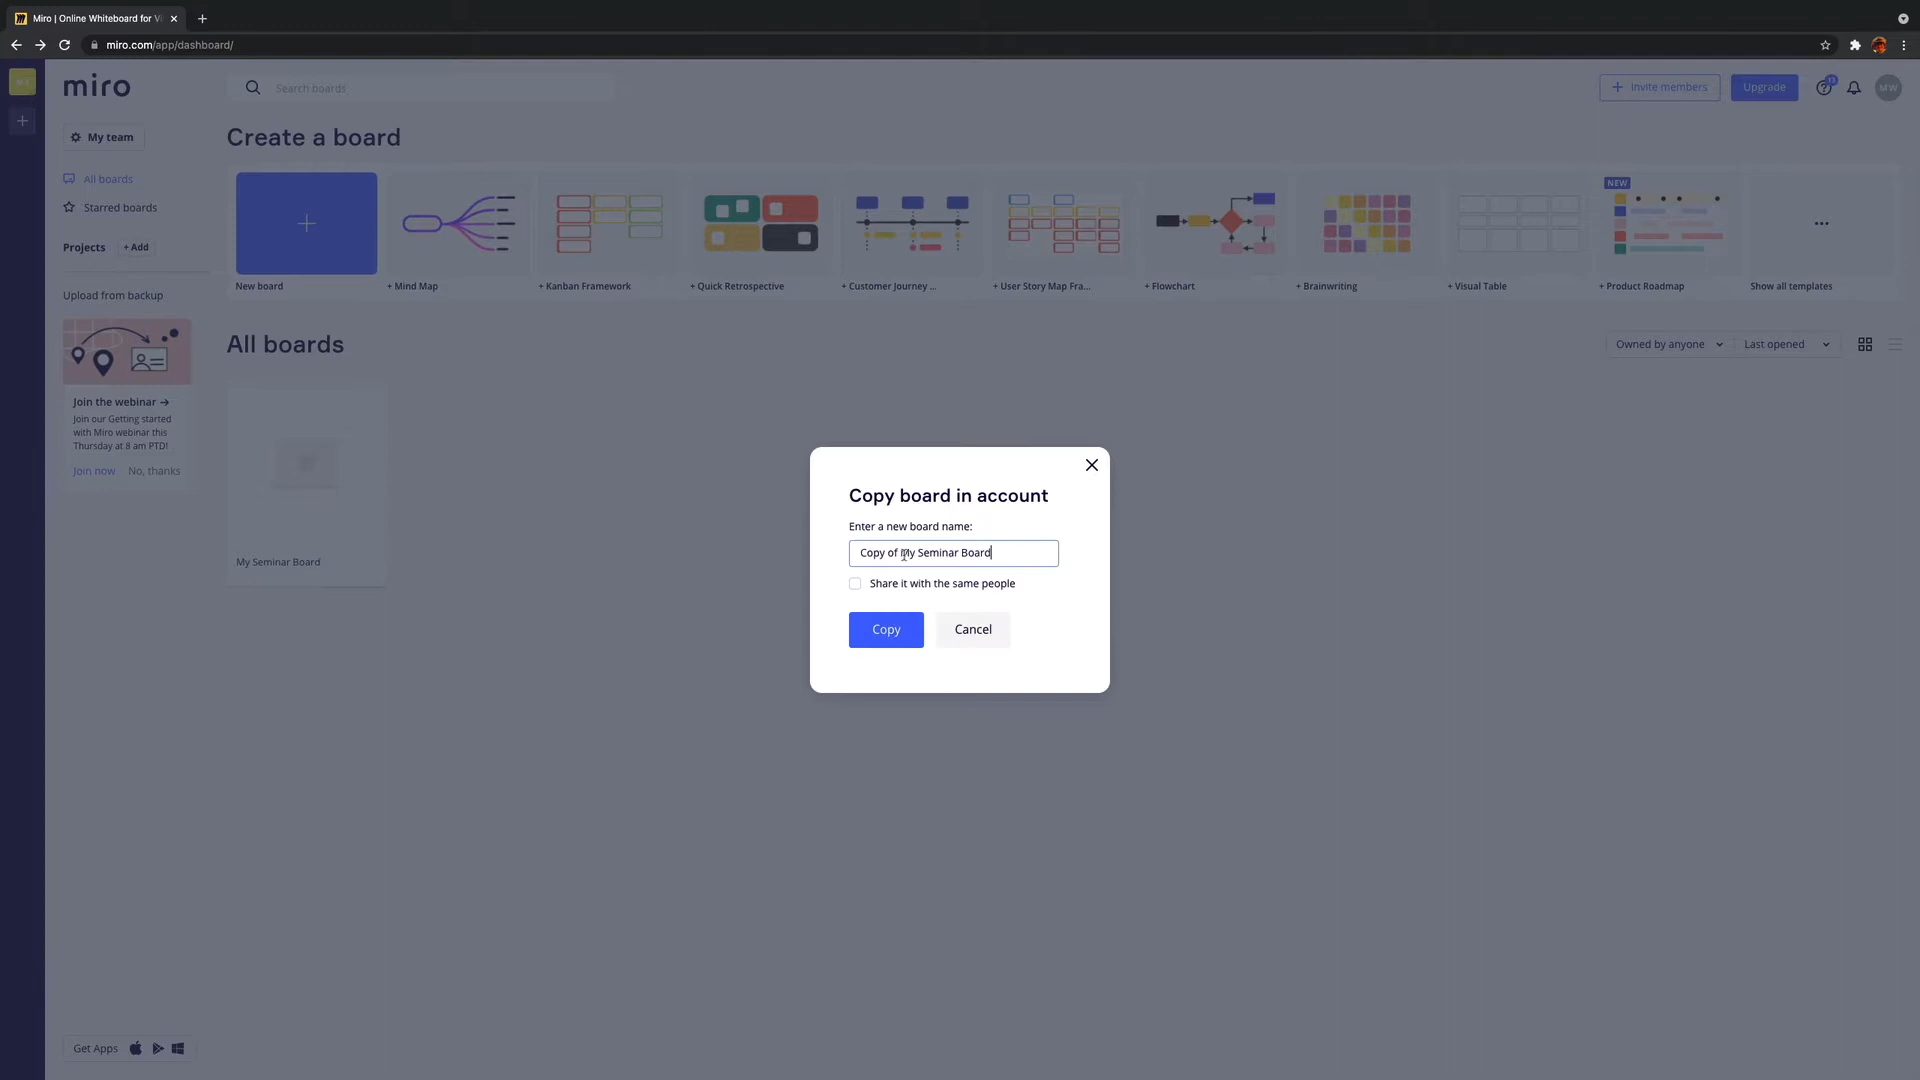 Miro | Online Whiteboard for Vi
miro.com/app/dashboard/
miro
Search boards
Invite members
Upgrade
13
MW
My team
Create a board
All boards
Starred boards
Projects
+ Add
Upload from backup
NEW
New board
+ Mind Map
+ Kanban Framework
+ Quick Retrospective
+ Customer Journey ...
+ User Story Map Fra...
+ Flowchart
+ Brainwriting
+ Visual Table
+ Product Roadmap
Show all templates
All boards
Owned by anyone
Last opened
Join the webinar →
Join our Getting started
with Miro webinar this
Thursday at 8 am PTD!
Join now
No, thanks
My Seminar Board
Copy board in account
Enter a new board name:
Copy of My Seminar Board
Share it with the same people
Copy
Cancel
Get Apps